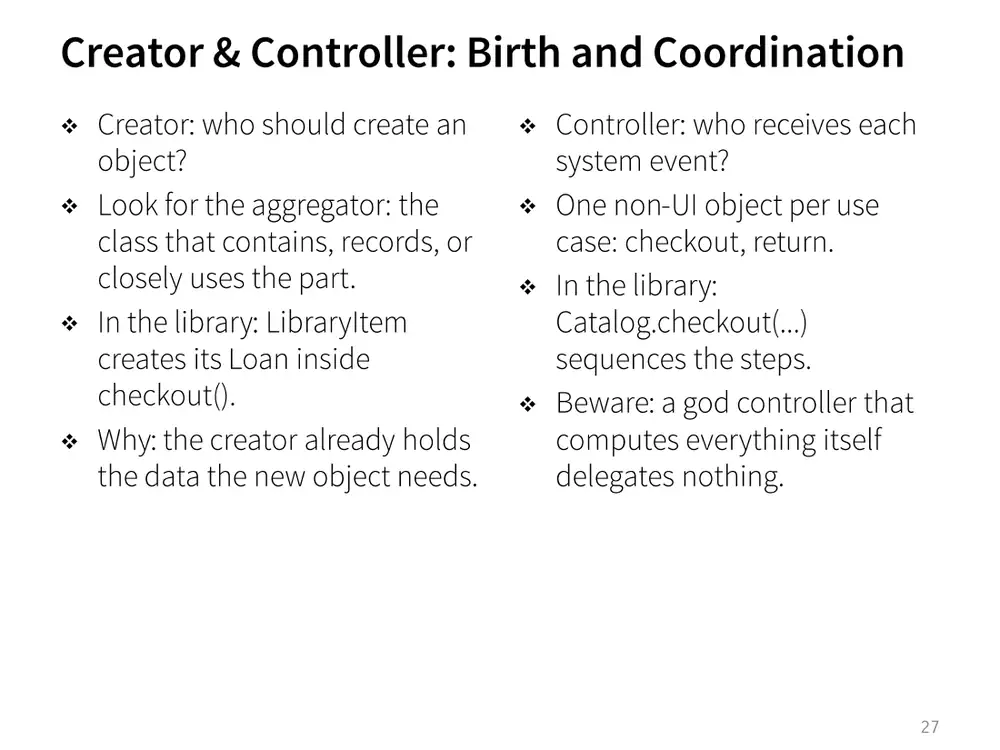 Creator & Controller: Birth and Coordination
❖ Creator: who should create an
object?
❖ Look for the aggregator: the
class that contains, records, or
closely uses the part.
❖ In the library: LibraryItem
creates its Loan inside
checkout().
❖ Why: the creator already holds
the data the new object needs.
❖ Controller: who receives each
system event?
❖ One non-UI object per use
case: checkout, return.
❖ In the library:
Catalog.checkout(...)
sequences the steps.
❖ Beware: a god controller that
computes everything itself
delegates nothing.
27